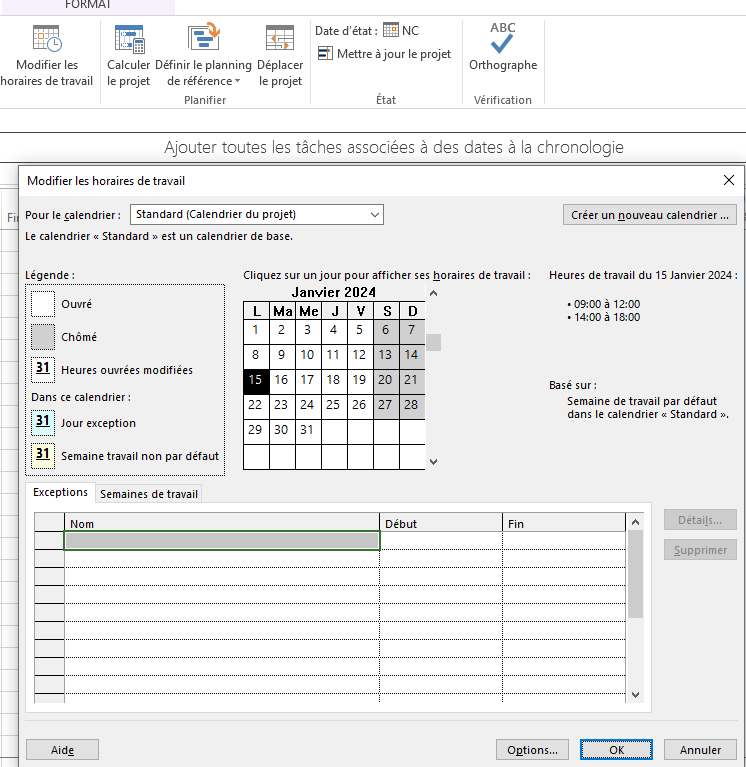 FORMAT
Modifier les
horaires de travail
Calculer
le projet
Définir le planning
de référence
Déplacer
le projet
Planifier
Date d'état :
NC
Mettre à jour le projet
État
ABC
Orthographe
Vérification
Ajouter toutes les tâches associées à des dates à la chronologie
Modifier les horaires de travail
Pour le calendrier :
Standard (Calendrier du projet)
Créer un nouveau calendrier ...
Le calendrier « Standard » est un calendrier de base.
Légende :
Ouvré
Chômé
31 Heures ouvrées modifiées
Dans ce calendrier :
31 Jour exception
31 Semaine travail non par défaut
Cliquez sur un jour pour afficher ses horaires de travail :
Janvier 2024
L Ma Me J V S D
1 2 3 4 5 6 7
8 9 10 11 12 13 14
15 16 17 18 19 20 21
22 23 24 25 26 27 28
29 30 31
Heures de travail du 15 Janvier 2024 :
• 09:00 à 12:00
• 14:00 à 18:00
Basé sur :
Semaine de travail par défaut
dans le calendrier « Standard ».
Exceptions Semaines de travail
Nom Début Fin
Détails...
Supprimer
Aide Options... OK Annuler